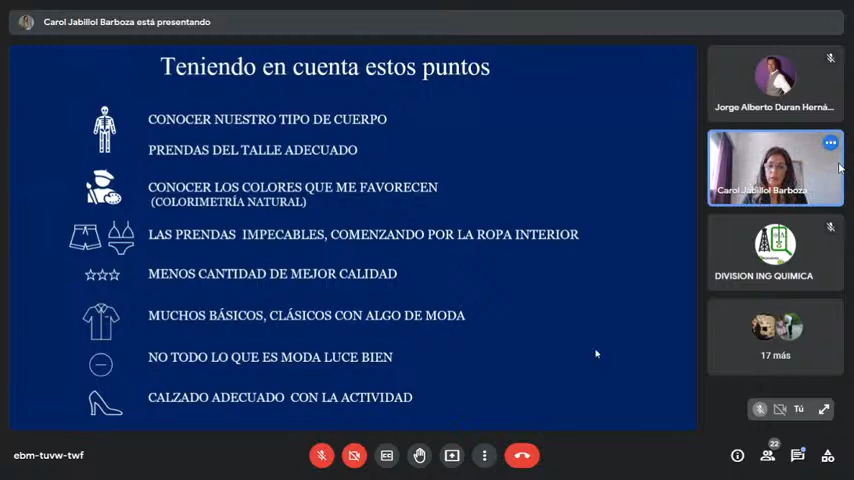 Carol Jabillol Barboza está presentando
Teniendo en cuenta estos puntos
CONOCER NUESTRO TIPO DE CUERPO
PRENDAS DEL TALLE ADECUADO
CONOCER LOS COLORES QUE ME FAVORECEN
(COLORIMETRÍA NATURAL)
LAS PRENDAS IMPECABLES, COMENZANDO POR LA ROPA INTERIOR
MENOS CANTIDAD DE MEJOR CALIDAD
MUCHOS BÁSICOS, CLÁSICOS CON ALGO DE MODA
NO TODO LO QUE ES MODA LUCE BIEN
CALZADO ADECUADO CON LA ACTIVIDAD
Jorge Alberto Duran Herná...
Carol Jabillol Barboza
DIVISION ING QUIMICA
17 más
Tú
ebm-tuvw-twf
22